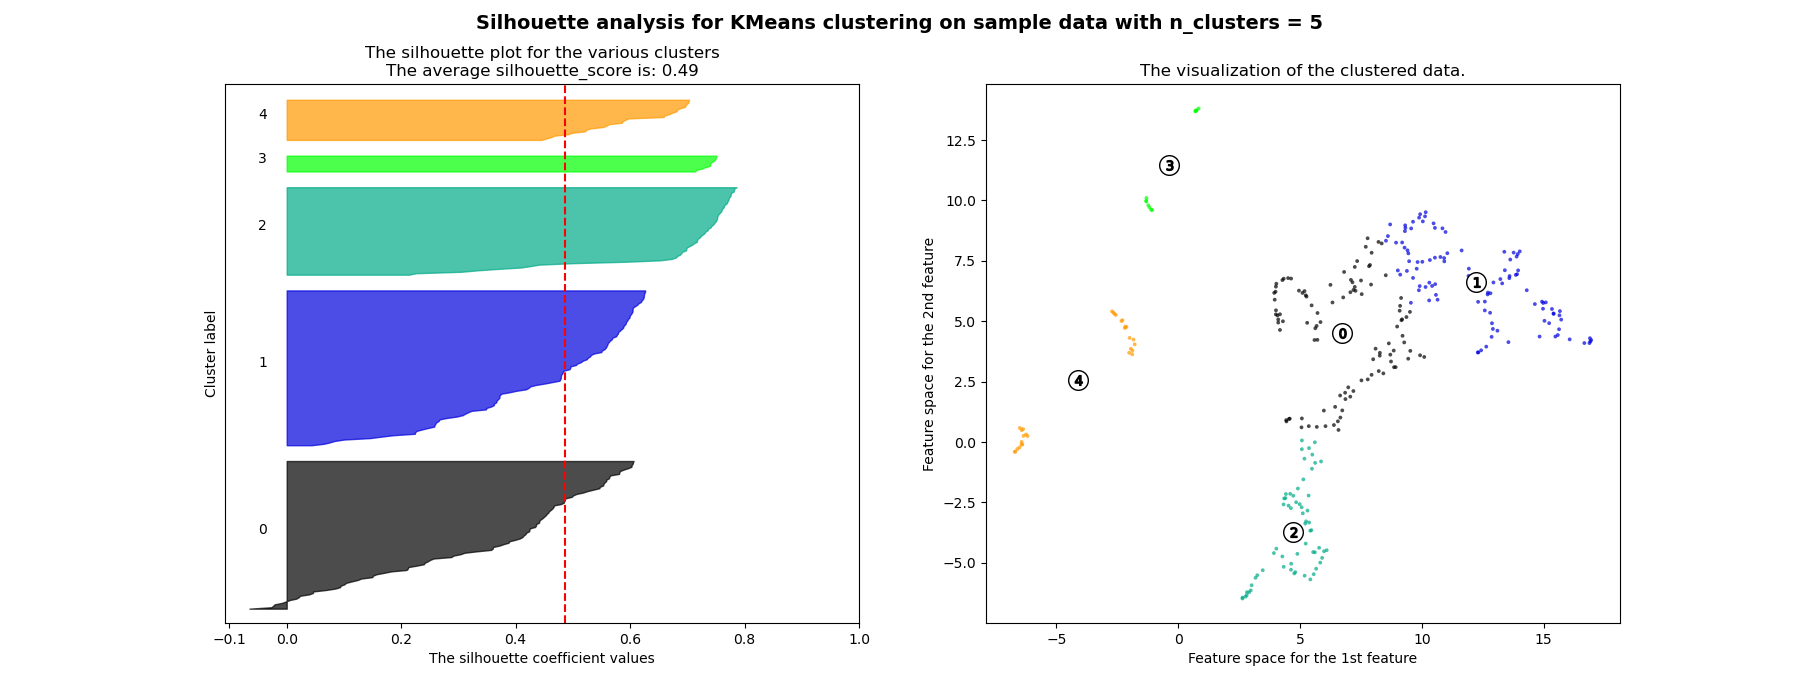 Silhouette analysis for KMeans clustering on sample data with n_clusters = 5
The silhouette plot for the various clusters
The average silhouette_score is: 0.49
4
3
2
1
0
Cluster label
−0.1 0.0 0.2 0.4 0.6 0.8 1.0
The silhouette coefficient values
The visualization of the clustered data.
12.5
10.0
7.5
5.0
2.5
0.0
−2.5
−5.0
Feature space for the 2nd feature
3
1
0
4
2
−5 0 5 10 15
Feature space for the 1st feature